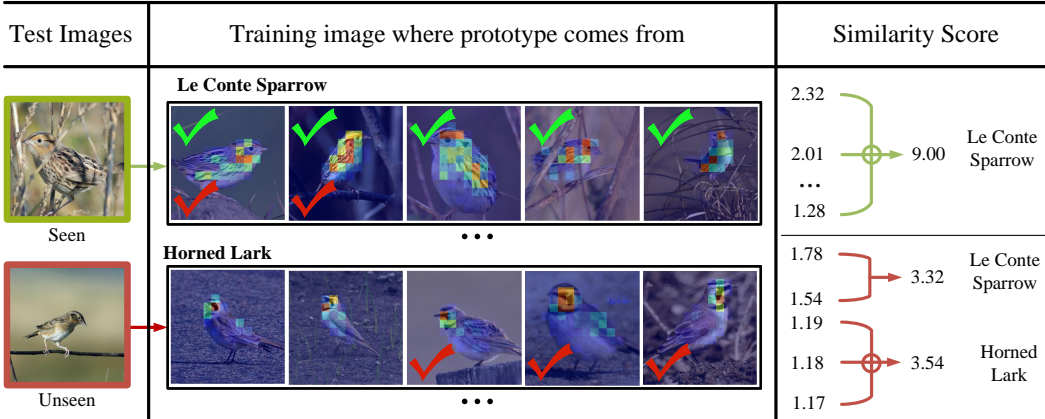 Test Images
Training image where prototype comes from
Similarity Score
Le Conte Sparrow
Seen
...
2.32
2.01
...
1.28
9.00
Le Conte
Sparrow
Horned Lark
Unseen
...
1.78
1.54
3.32
Le Conte
Sparrow
1.19
1.18
1.17
3.54
Horned
Lark